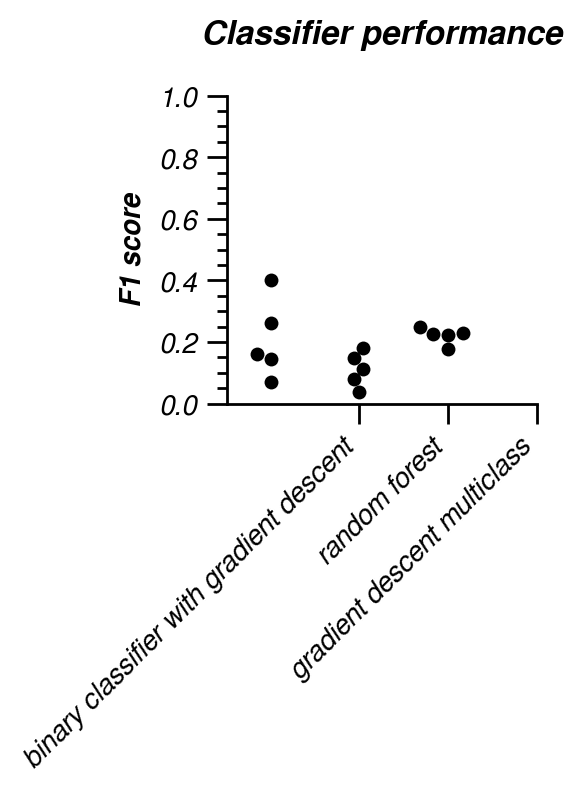 Classifier performance
1.0
0.8
0.6
0.4
0.2
0.0
F1 score
binary classifier with gradient descent
random forest
gradient descent multiclass